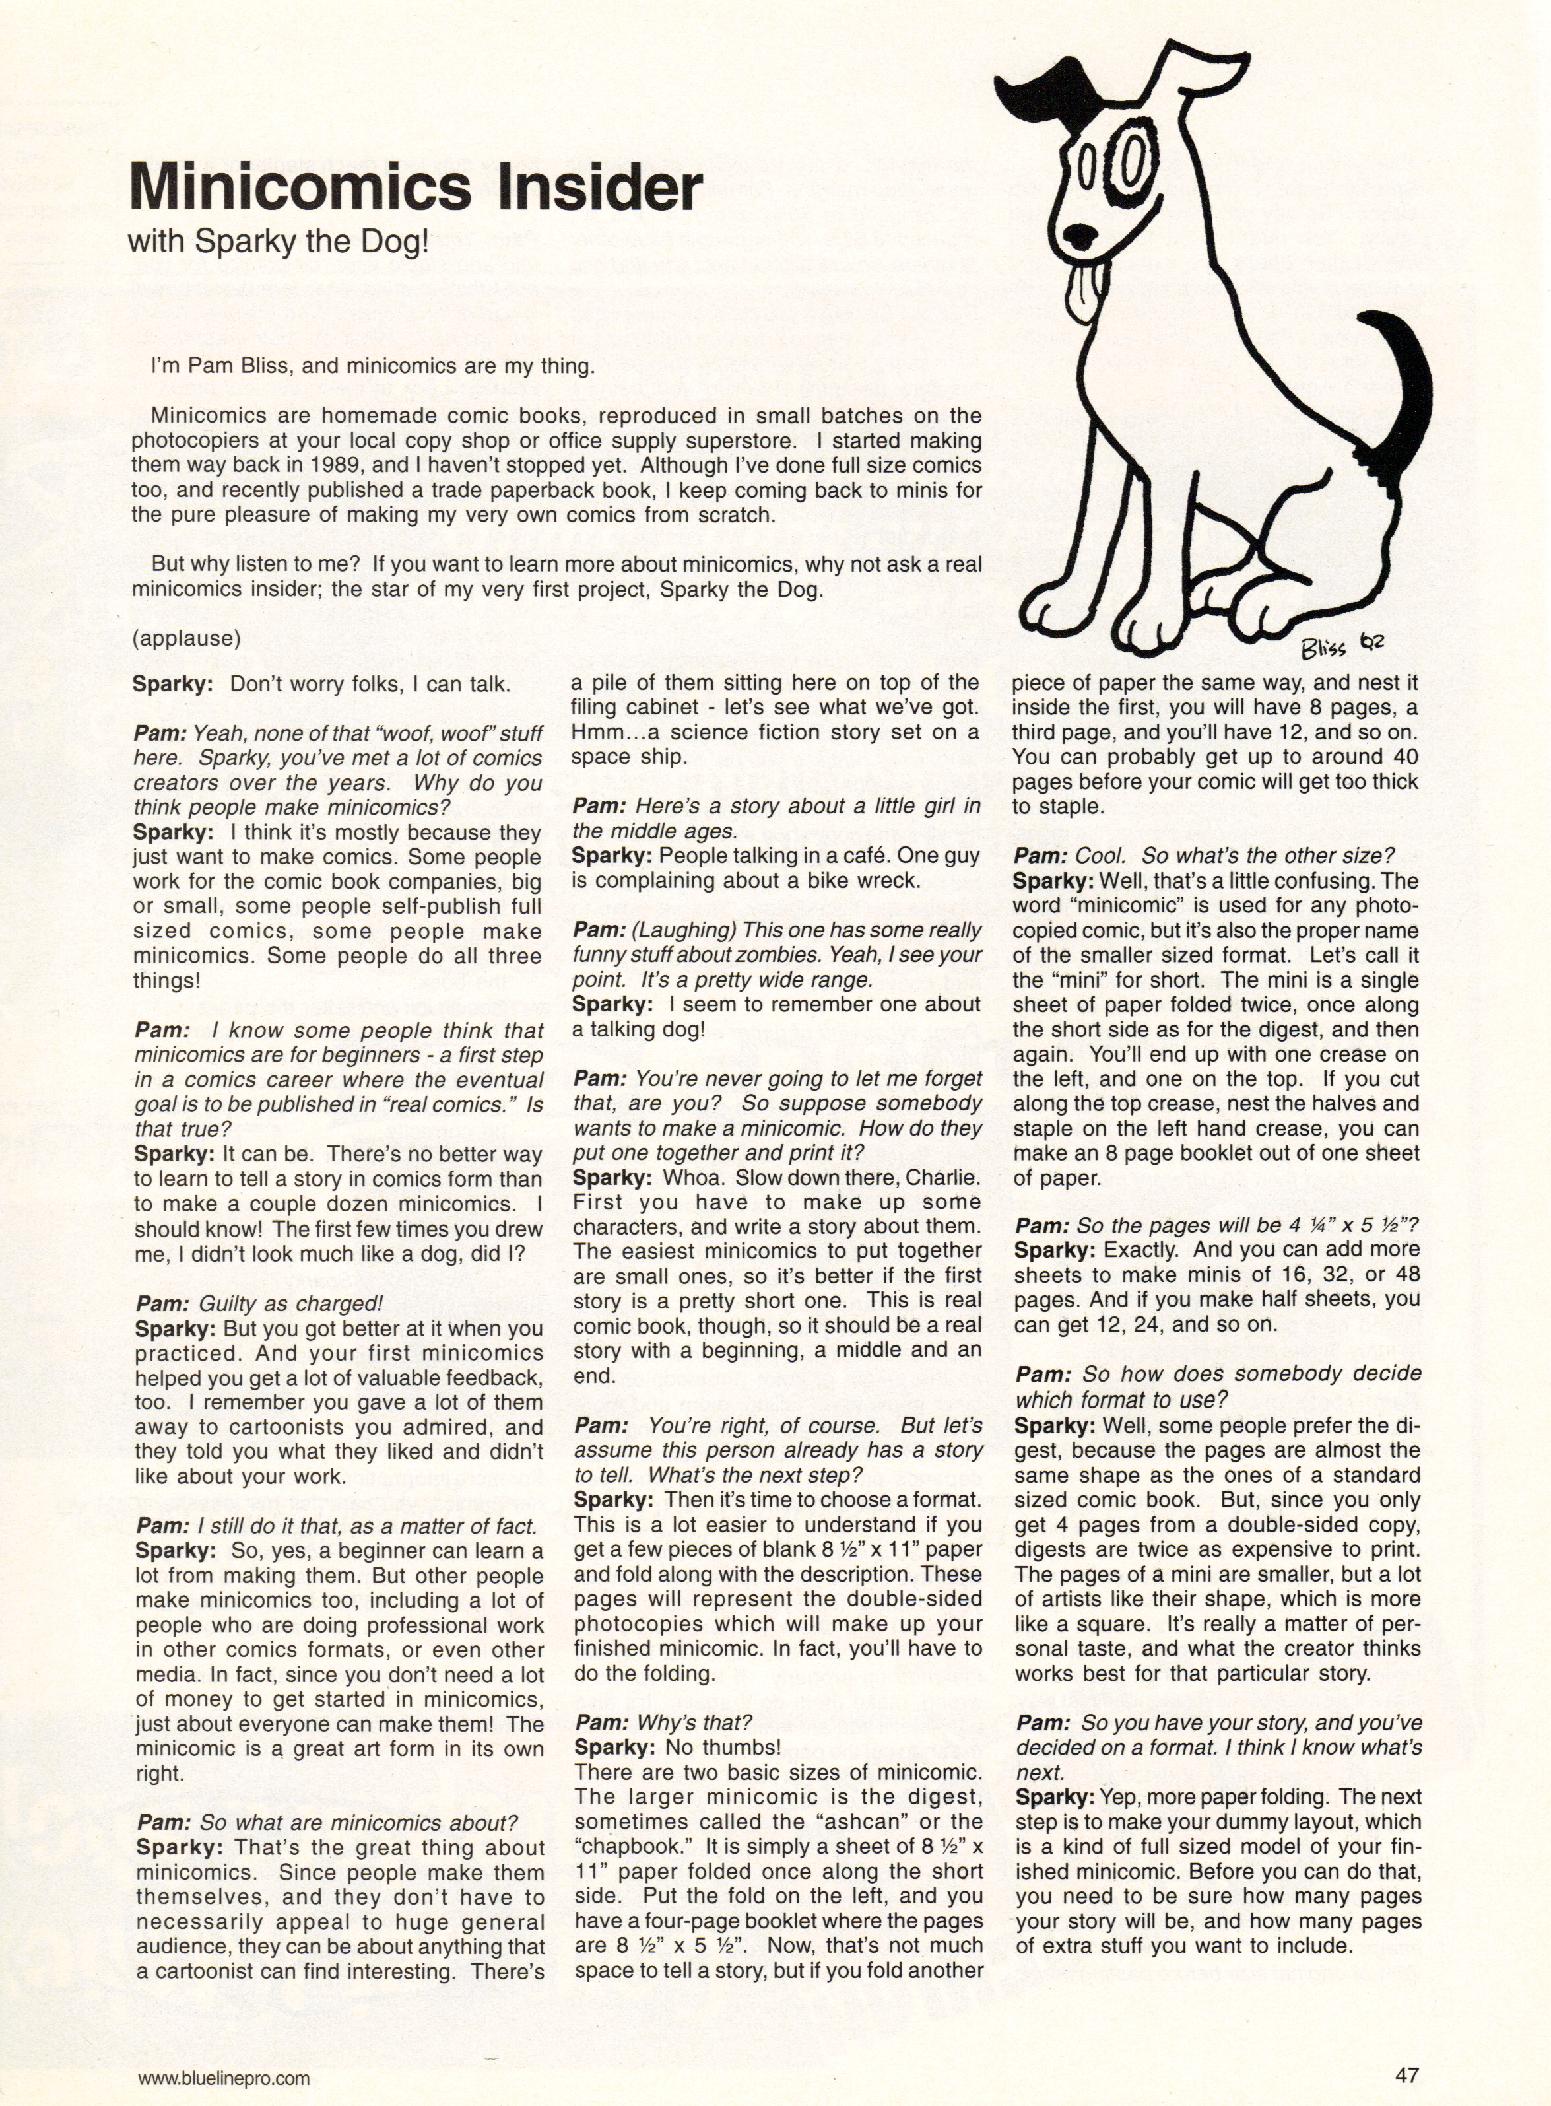 Minicomics Insider
with Sparky the Dog!
I'm Pam Bliss, and minicomics are my thing.
Minicomics are homemade comic books, reproduced in small batches on the
photocopiers at your local copy shop or office supply superstore. I started making
them way back in 1989, and I haven't stopped yet. Although I've done full size comics
too, and recently published a trade paperback book, I keep coming back to minis for
the pure pleasure of making my very own comics from scratch.
But why listen to me? If you want to learn more about minicomics, why not ask a real
minicomics insider; the star of my very first project, Sparky the Dog.
(applause)
Bliss 02
Sparky: Don't worry folks, I can talk.
Pam: Yeah, none of that "woof, woof" stuff
here. Sparky, you've met a lot of comics
creators over the years. Why do you
think people make minicomics?
Sparky: I think it's mostly because they
just want to make comics. Some people
work for the comic book companies, big
or small, some people self-publish full
sized comics, some people make
minicomics. Some people do all three
things!
Pam: I know some people think that
minicomics are for beginners - a first step
in a comics career where the eventual
goal is to be published in "real comics." Is
that true?
Sparky: It can be. There's no better way
to learn to tell a story in comics form than
to make a couple dozen minicomics. I
should know! The first few times you drew
me, I didn't look much like a dog, did I?
Pam: Guilty as charged!
Sparky: But you got better at it when you
practiced. And your first minicomics
helped you get a lot of valuable feedback,
too. I remember you gave a lot of them
away to cartoonists you admired, and
they told you what they liked and didn't
like about your work.
Pam: I still do it that, as a matter of fact.
Sparky: So, yes, a beginner can learn a
lot from making them. But other people
make minicomics too, including a lot of
people who are doing professional work
in other comics formats, or even other
media. In fact, since you don't need a lot
of money to get started in minicomics,
just about everyone can make them! The
minicomic is a great art form in its own
right.
Pam: So what are minicomics about?
Sparky: That's the great thing about
minicomics. Since people make them
themselves, and they don't have to
necessarily appeal to huge general
audience, they can be about anything that
a cartoonist can find interesting. There's
a pile of them sitting here on top of the
filing cabinet - let's see what we've got.
Hmm...a science fiction story set on a
space ship.
Pam: Here's a story about a little girl in
the middle ages.
Sparky: People talking in a café. One guy
is complaining about a bike wreck.
Pam: (Laughing) This one has some really
funny stuff about zombies. Yeah, I see your
point. It's a pretty wide range.
Sparky: I seem to remember one about
a talking dog!
Pam: You're never going to let me forget
that, are you? So suppose somebody
wants to make a minicomic. How do they
put one together and print it?
Sparky: Whoa. Slow down there, Charlie.
First you have to make up some
characters, and write a story about them.
The easiest minicomics to put together
are small ones, so it's better if the first
story is a pretty short one. This is real
comic book, though, so it should be a real
story with a beginning, a middle and an
end.
Pam: You're right, of course. But let's
assume this person already has a story
to tell. What's the next step?
Sparky: Then it's time to choose a format.
This is a lot easier to understand if you
get a few pieces of blank 8 ½" x 11" paper
and fold along with the description. These
pages will represent the double-sided
photocopies which will make up your
finished minicomic. In fact, you'll have to
do the folding.
Pam: Why's that?
Sparky: No thumbs!
There are two basic sizes of minicomic.
The larger minicomic is the digest,
sometimes called the "ashcan" or the
"chapbook." It is simply a sheet of 8 ½" x
11" paper folded once along the short
side. Put the fold on the left, and you
have a four-page booklet where the pages
are 8 ½" x 5 ½". Now, that's not much
space to tell a story, but if you fold another
piece of paper the same way, and nest it
inside the first, you will have 8 pages, a
third page, and you'll have 12, and so on.
You can probably get up to around 40
pages before your comic will get too thick
to staple.
Pam: Cool. So what's the other size?
Sparky: Well, that's a little confusing. The
word "minicomic" is used for any photo-
copied comic, but it's also the proper name
of the smaller sized format. Let's call it
the "mini" for short. The mini is a single
sheet of paper folded twice, once along
the short side as for the digest, and then
again. You'll end up with one crease on
the left, and one on the top. If you cut
along the top crease, nest the halves and
staple on the left hand crease, you can
make an 8 page booklet out of one sheet
of paper.
Pam: So the pages will be 4 ¼" x 5 ½"?
Sparky: Exactly. And you can add more
sheets to make minis of 16, 32, or 48
pages. And if you make half sheets, you
can get 12, 24, and so on.
Pam: So how does somebody decide
which format to use?
Sparky: Well, some people prefer the di-
gest, because the pages are almost the
same shape as the ones of a standard
sized comic book. But, since you only
get 4 pages from a double-sided copy,
digests are twice as expensive to print.
The pages of a mini are smaller, but a lot
of artists like their shape, which is more
like a square. It's really a matter of per-
sonal taste, and what the creator thinks
works best for that particular story.
Pam: So you have your story, and you've
decided on a format. I think I know what's
next.
Sparky: Yep, more paper folding. The next
step is to make your dummy layout, which
is a kind of full sized model of your fin-
ished minicomic. Before you can do that,
you need to be sure how many pages
your story will be, and how many pages
of extra stuff you want to include.
www.bluelinepro.com
47